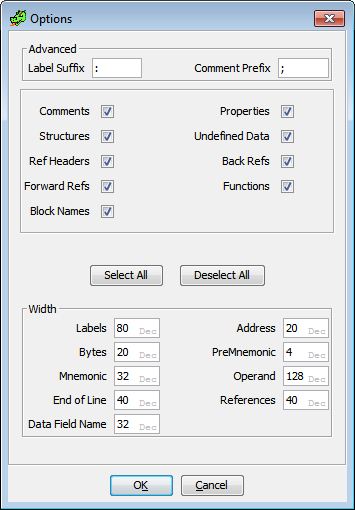 Options
Advanced
Label Suffix : Comment Prefix ;
Comments Properties
Structures Undefined Data
Ref Headers Back Refs
Forward Refs Functions
Block Names
Select All Deselect All
Width
Labels 80 Dec Address 20 Dec
Bytes 20 Dec PreMnemonic 4 Dec
Mnemonic 32 Dec Operand 128 Dec
End of Line 40 Dec References 40 Dec
Data Field Name 32 Dec
OK Cancel